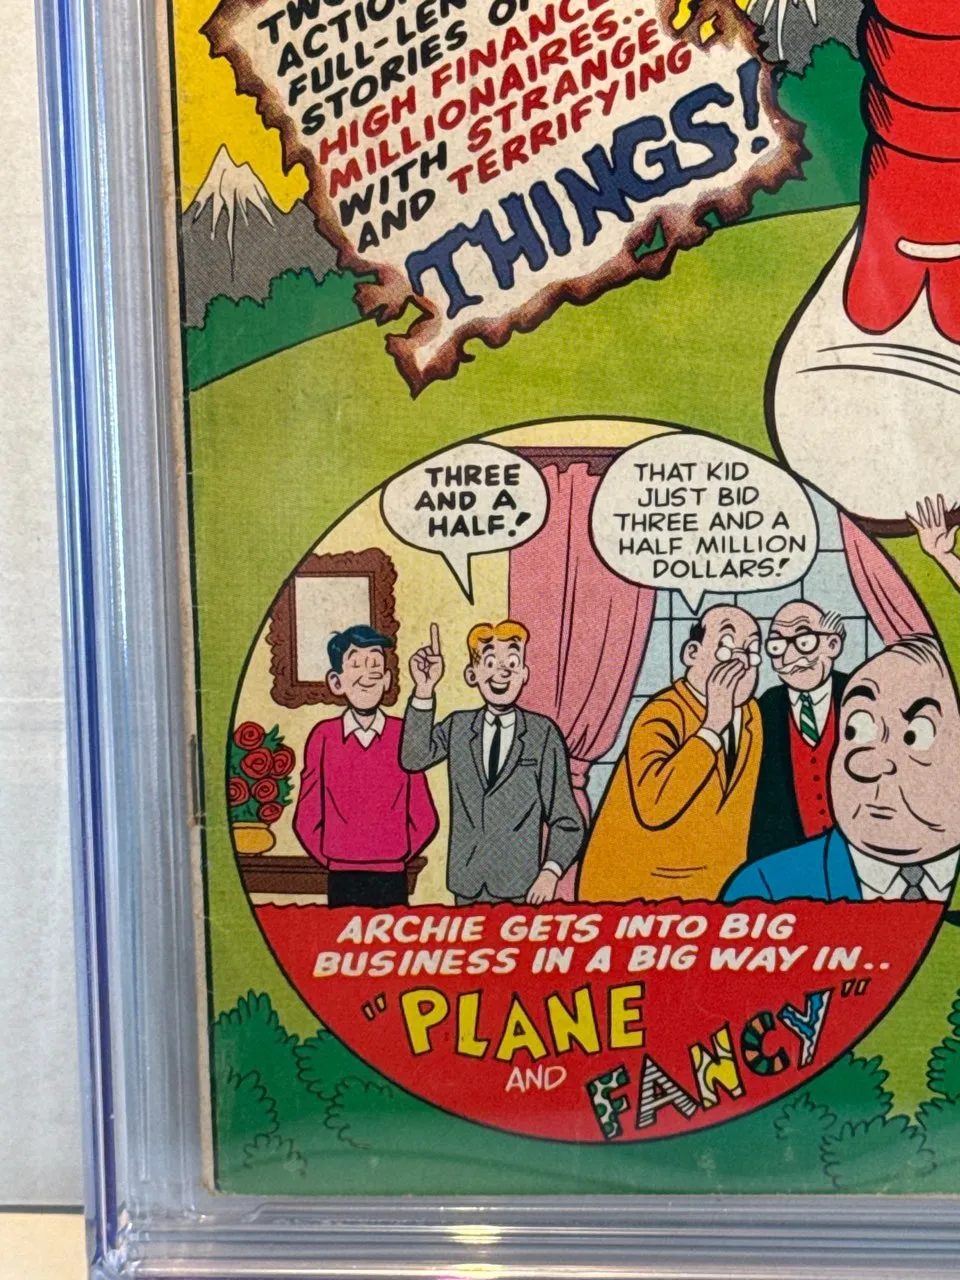 ACTIO
FULL-LEN
STORIES O
HIGH FINANCE
MILLIONAIRES..
WITH STRANGE
AND TERRIFYING
THINGS!
THREE
AND A
HALF!
THAT KID
JUST BID
THREE AND A
HALF MILLION
DOLLARS!
ARCHIE GETS INTO BIG
BUSINESS IN A BIG WAY IN..
"PLANE
AND FANCY"